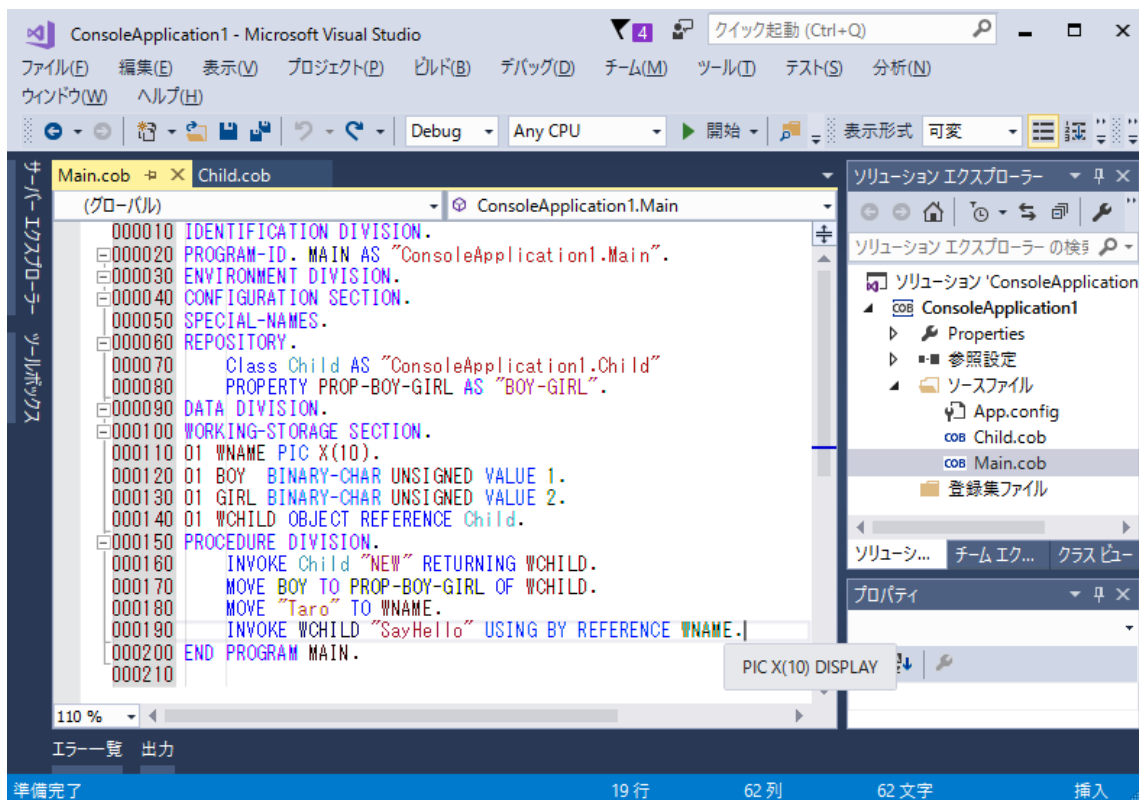 ConsoleApplication1 - Microsoft Visual Studio
4
クイック起動 (Ctrl+Q)
ファイル(F) 編集(E) 表示(V) プロジェクト(P) ビルド(B) デバッグ(D) チーム(M) ツール(T) テスト(S) 分析(N)
ウィンドウ(W) ヘルプ(H)
Debug Any CPU 開始 表示形式 可変
サーバー エクスプローラー
ツールボックス
Main.cob Child.cob
(グローバル) ConsoleApplication1.Main
000010 IDENTIFICATION DIVISION.
000020 PROGRAM-ID. MAIN AS "ConsoleApplication1.Main".
000030 ENVIRONMENT DIVISION.
000040 CONFIGURATION SECTION.
000050 SPECIAL-NAMES.
000060 REPOSITORY.
000070     Class Child AS "ConsoleApplication1.Child"
000080     PROPERTY PROP-BOY-GIRL AS "BOY-GIRL".
000090 DATA DIVISION.
000100 WORKING-STORAGE SECTION.
000110 01 WNAME PIC X(10).
000120 01 BOY  BINARY-CHAR UNSIGNED VALUE 1.
000130 01 GIRL BINARY-CHAR UNSIGNED VALUE 2.
000140 01 WCHILD OBJECT REFERENCE Child.
000150 PROCEDURE DIVISION.
000160     INVOKE Child "NEW" RETURNING WCHILD.
000170     MOVE BOY TO PROP-BOY-GIRL OF WCHILD.
000180     MOVE "Taro" TO WNAME.
000190     INVOKE WCHILD "SayHello" USING BY REFERENCE WNAME.
000200 END PROGRAM MAIN.
000210
PIC X(10) DISPLAY
110 %
ソリューション エクスプローラー
ソリューション エクスプローラー の検
ソリューション 'ConsoleApplication
ConsoleApplication1
Properties
参照設定
ソースファイル
App.config
Child.cob
Main.cob
登録集ファイル
ソリューシ... チーム エク... クラス ビュー
プロパティ
エラー一覧 出力
準備完了 19 行 62 列 62 文字 挿入